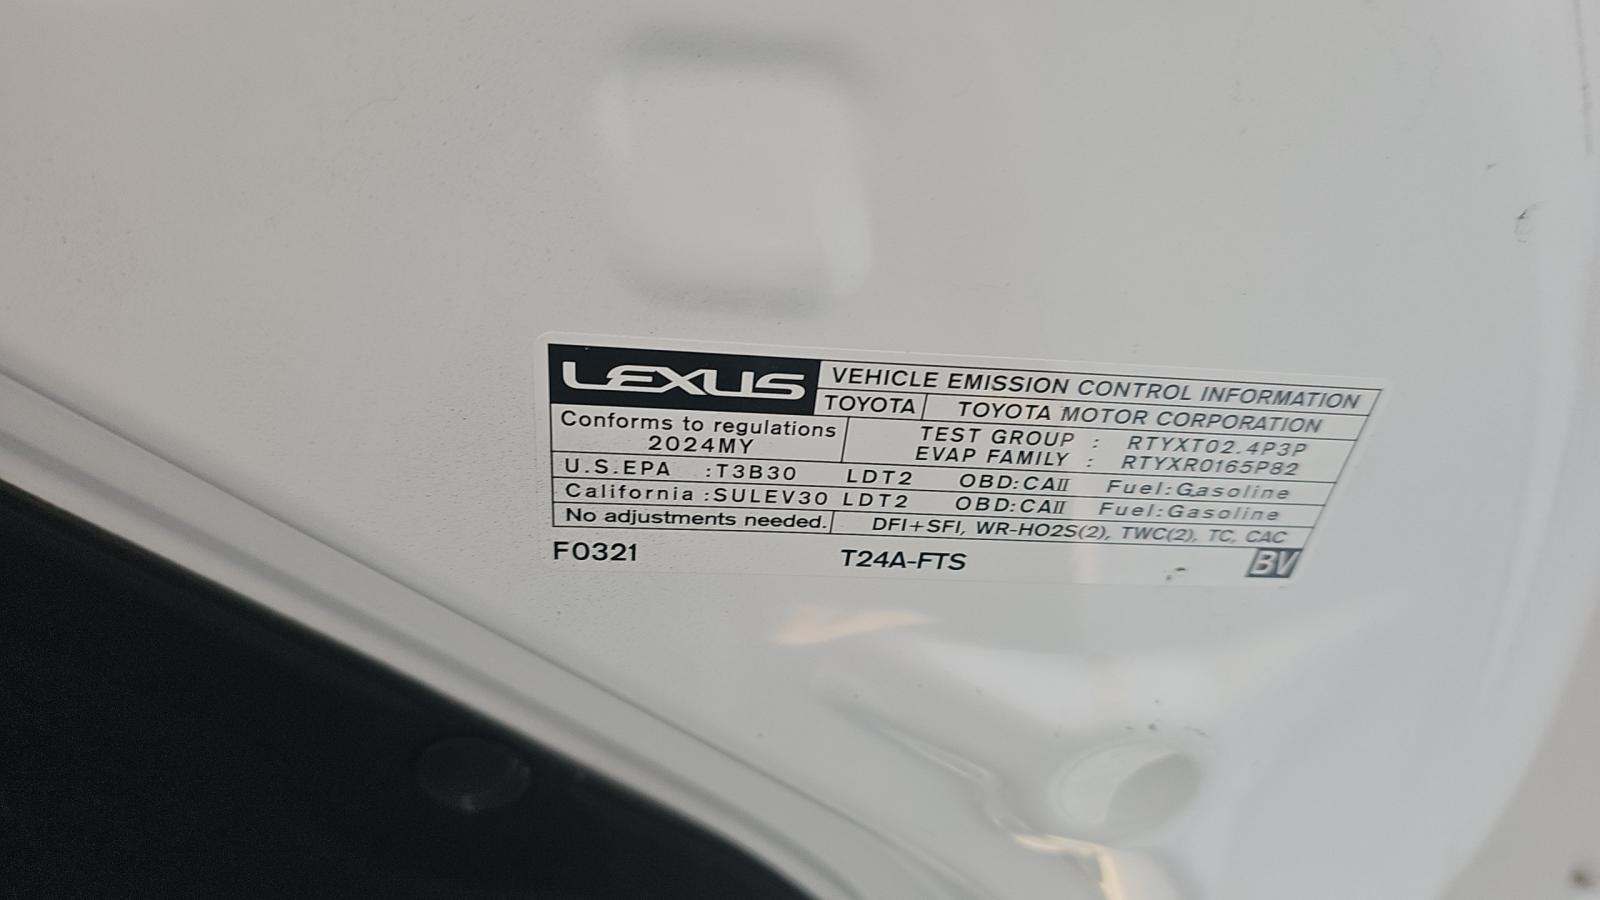 LEXUS VEHICLE EMISSION CONTROL INFORMATION
TOYOTA TOYOTA MOTOR CORPORATION
Conforms to regulations
2024MY
TEST GROUP : RTYXT02.4P3P
EVAP FAMILY : RTYXR0165P82
U.S.EPA :T3B30 LDT2 OBD:CAII Fuel:Gasoline
California :SULEV30 LDT2 OBD:CAII Fuel:Gasoline
No adjustments needed. DFI+SFI, WR-HO2S(2), TWC(2), TC, CAC
F0321 T24A-FTS BV